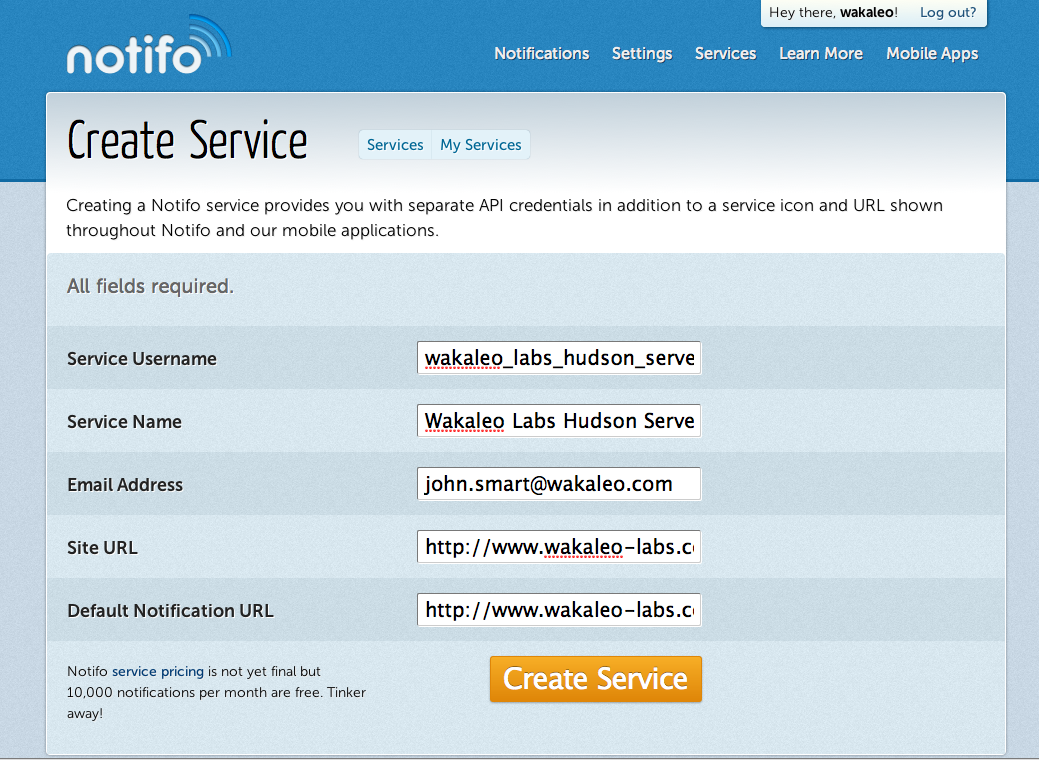 Hey there, wakaleo! Log out?
notifo
Notifications Settings Services Learn More Mobile Apps
Create Service
Services My Services
Creating a Notifo service provides you with separate API credentials in addition to a service icon and URL shown
throughout Notifo and our mobile applications.
All fields required.
Service Username wakaleo_labs_hudson_serve
Service Name Wakaleo Labs Hudson Serve
Email Address john.smart@wakaleo.com
Site URL http://www.wakaleo-labs.c
Default Notification URL http://www.wakaleo-labs.c
Notifo service pricing is not yet final but
10,000 notifications per month are free. Tinker
away!
Create Service